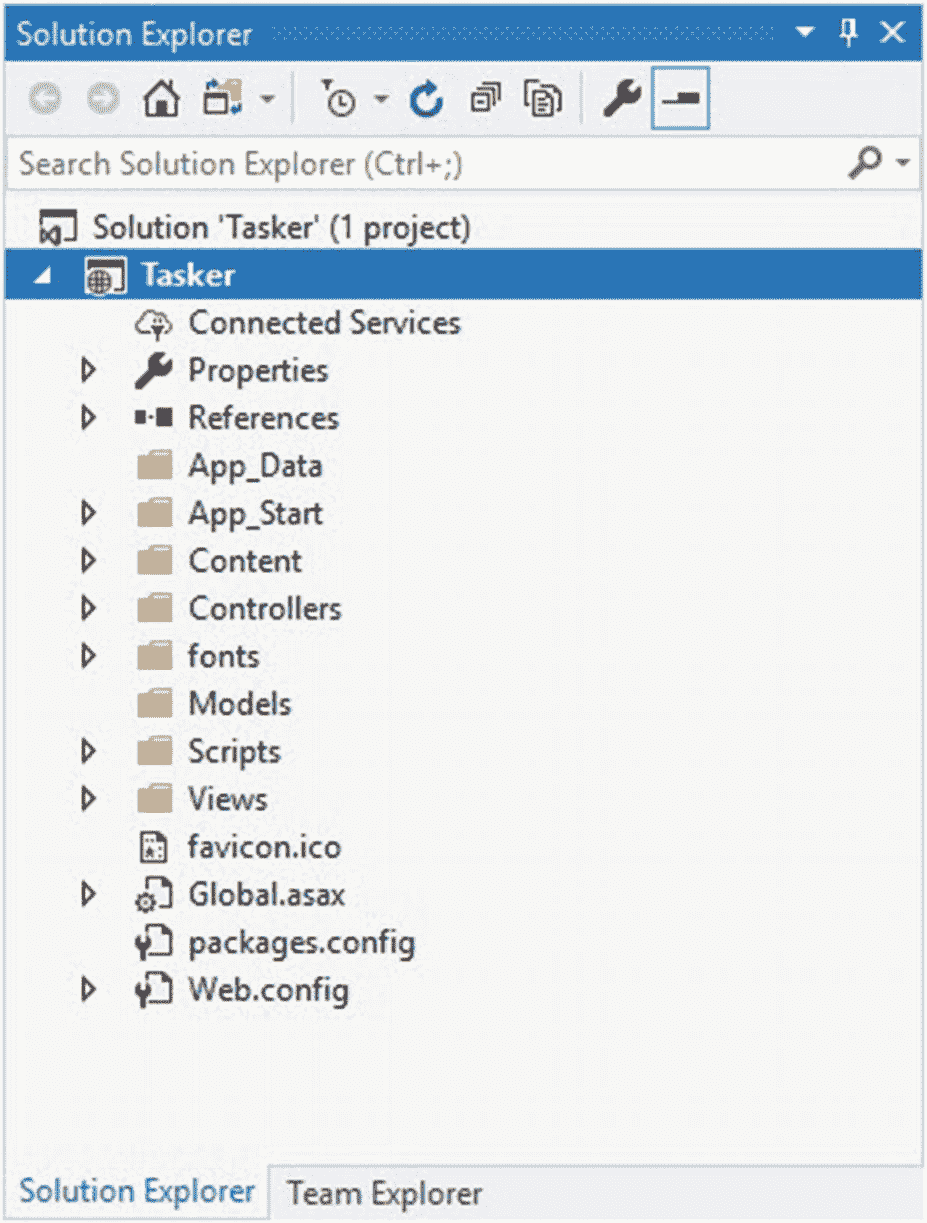 Solution Explorer
Search Solution Explorer (Ctrl+;)
Solution 'Tasker' (1 project)
Tasker
Connected Services
Properties
References
App_Data
App_Start
Content
Controllers
fonts
Models
Scripts
Views
favicon.ico
Global.asax
packages.config
Web.config
Solution Explorer Team Explorer